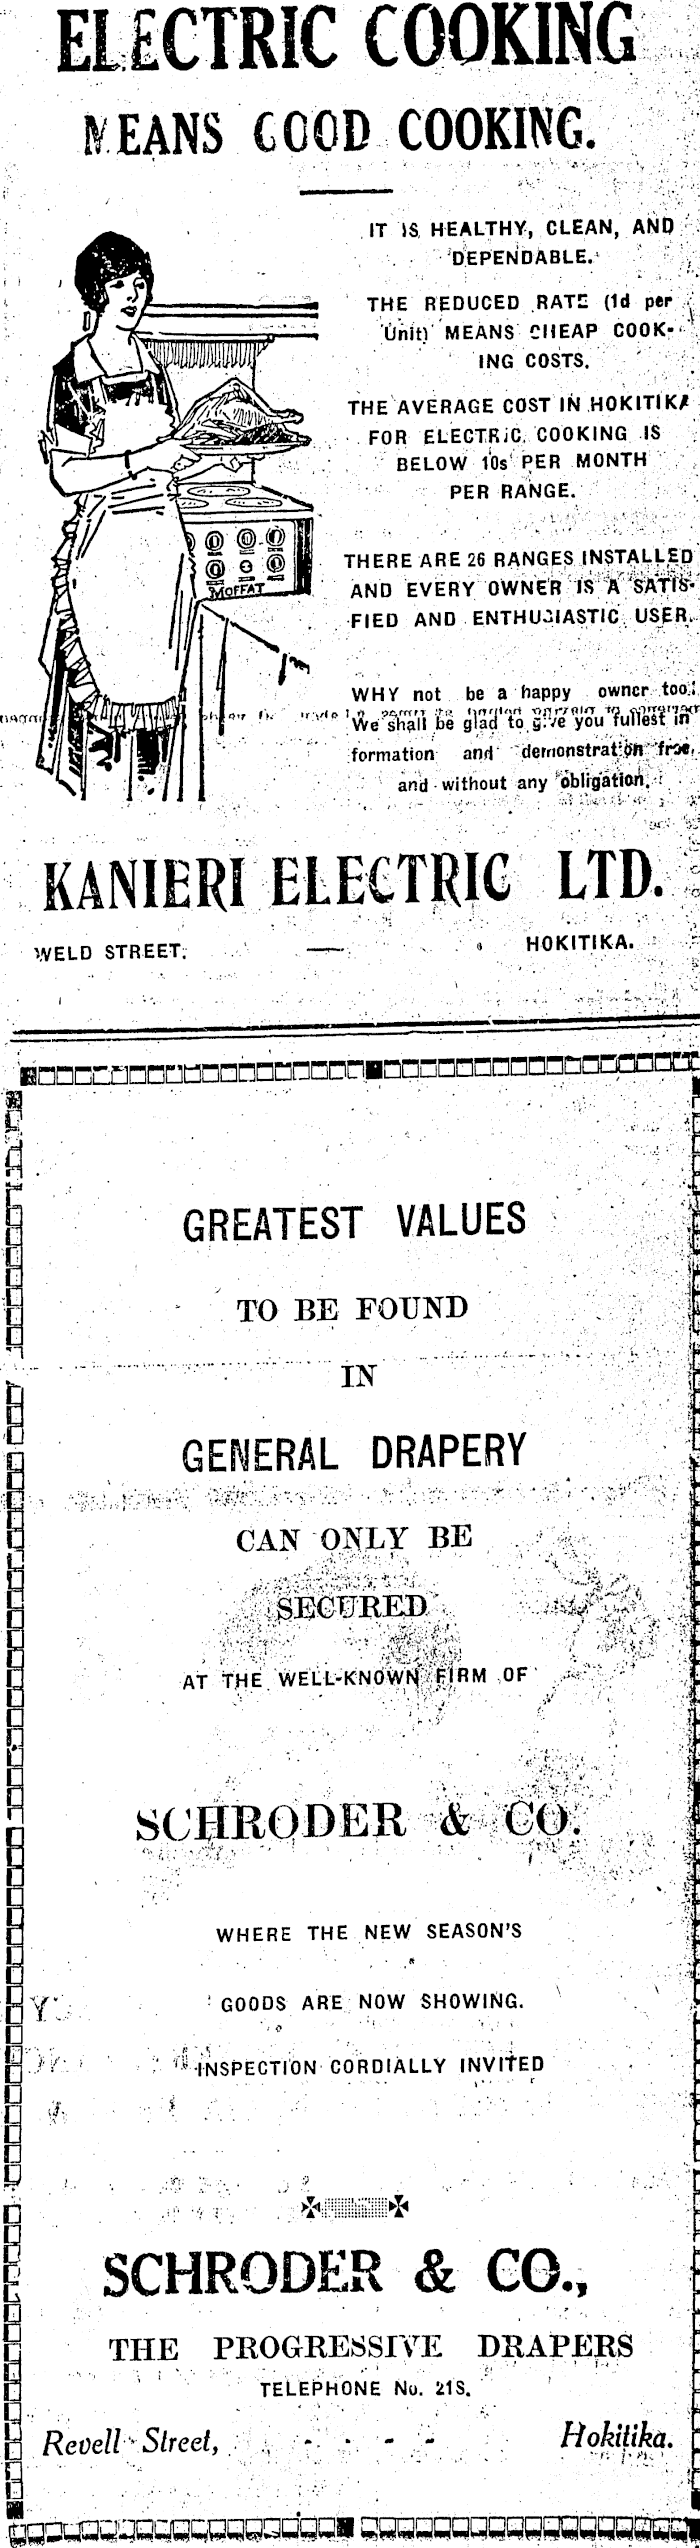 ELECTRIC COOKING
MEANS GOOD COOKING.
IT IS HEALTHY, CLEAN, AND
DEPENDABLE.
THE REDUCED RATE (1d per
Unit) MEANS CHEAP COOK-
ING COSTS.
THE AVERAGE COST IN HOKITIKA
FOR ELECTRIC COOKING IS
BELOW 10s PER MONTH
PER RANGE.
THERE ARE 26 RANGES INSTALLED
AND EVERY OWNER IS A SATIS-
FIED AND ENTHUSIASTIC USER.
MOFFAT
WHY not be a happy owner too:
We shall be glad to give you fullest in
formation and demonstration free,
and without any obligation.
KANIERI ELECTRIC LTD.
WELD STREET. — HOKITIKA.
GREATEST VALUES
TO BE FOUND
IN
GENERAL DRAPERY
CAN ONLY BE
SECURED
AT THE WELL-KNOWN FIRM OF
SCHRODER & CO.
WHERE THE NEW SEASON'S
GOODS ARE NOW SHOWING.
INSPECTION CORDIALLY INVITED
SCHRODER & CO.,
THE PROGRESSIVE DRAPERS
TELEPHONE No.
Revell Street, - - - - Hokitika.